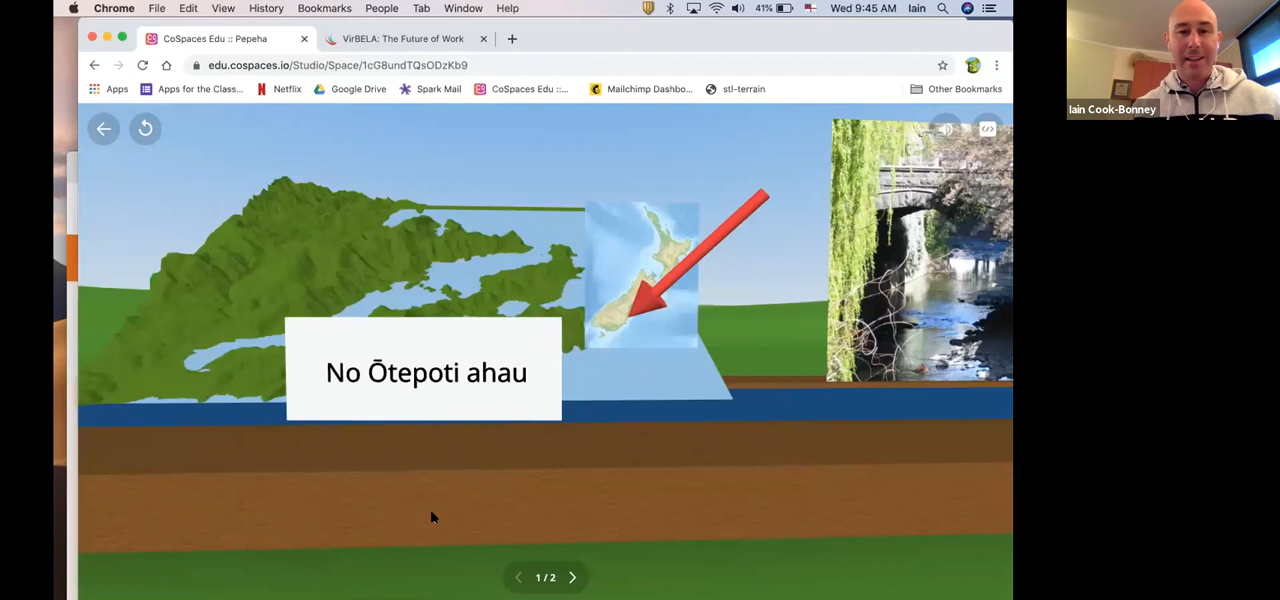 Chrome File Edit View History Bookmarks People Tab Window Help 41% Wed 9:45 AM Iain
CoSpaces Edu :: Pepeha VirBELA: The Future of Work
edu.cospaces.io/Studio/Space/1cG8undTQsODzKb9
Apps Apps for the Class... Netflix Google Drive Spark Mail CoSpaces Edu ::... Mailchimp Dashbo... stl-terrain Other Bookmarks
Iain Cook-Bonney
No Ōtepoti ahau
1/2